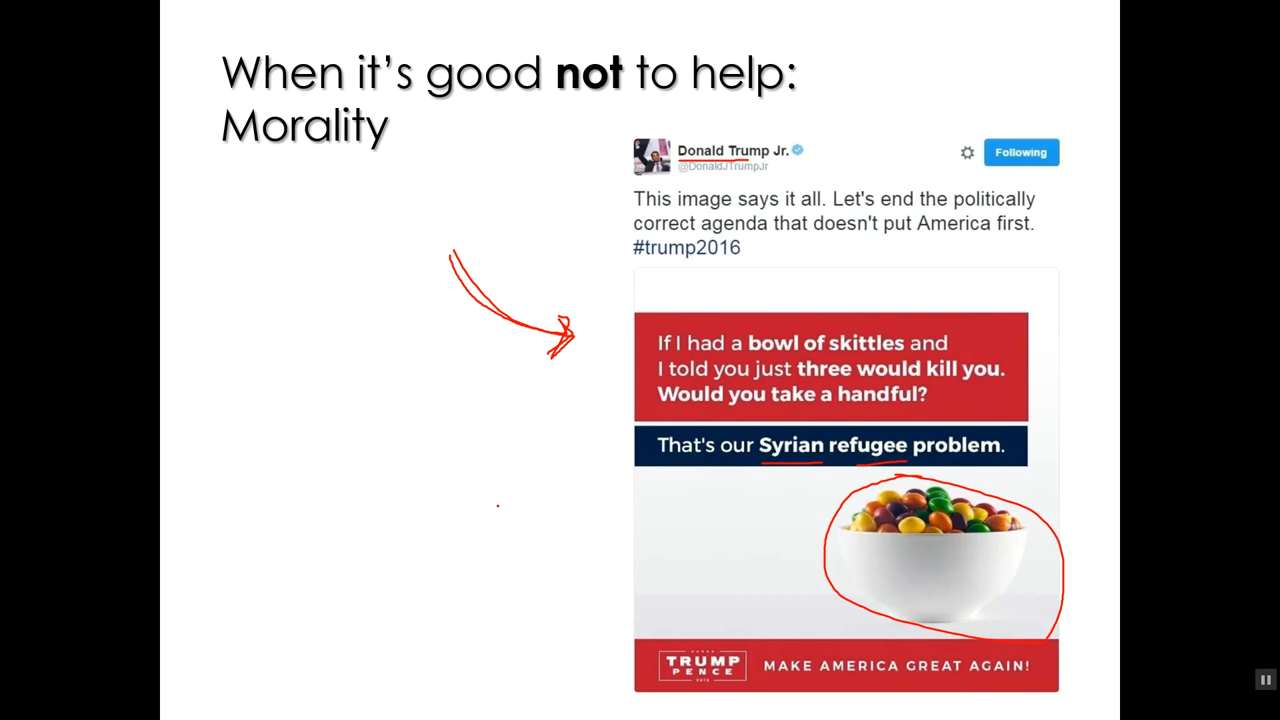 When it's good not to help:
Morality
Donald Trump Jr.
@DonaldJTrumpJr
Following
This image says it all. Let's end the politically
correct agenda that doesn't put America first.
#trump2016
If I had a bowl of skittles and
I told you just three would kill you.
Would you take a handful?
That's our Syrian refugee problem.
TRUMP
PENCE
MAKE AMERICA GREAT AGAIN!